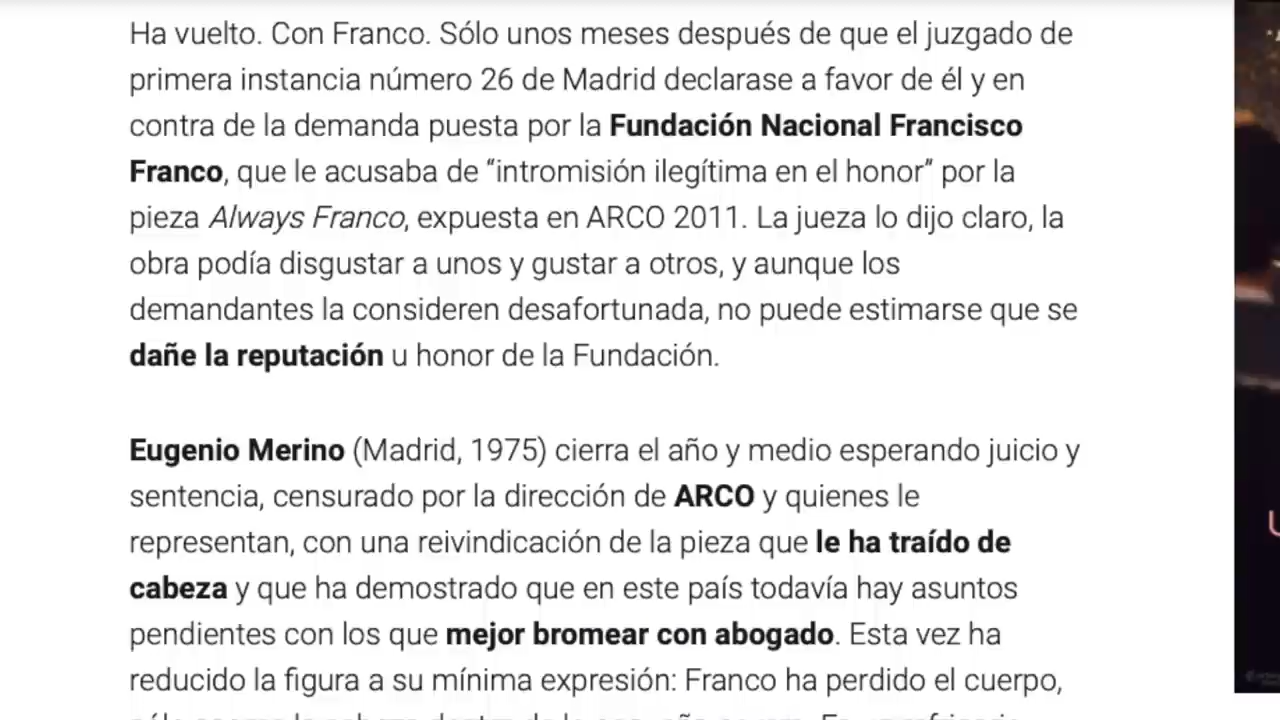 Ha vuelto. Con Franco. Sólo unos meses después de que el juzgado de
primera instancia número 26 de Madrid declarase a favor de él y en
contra de la demanda puesta por la Fundación Nacional Francisco
Franco, que le acusaba de “intromisión ilegítima en el honor” por la
pieza Always Franco, expuesta en ARCO 2011. La jueza lo dijo claro, la
obra podía disgustar a unos y gustar a otros, y aunque los
demandantes la consideren desafortunada, no puede estimarse que se
dañe la reputación u honor de la Fundación.
Eugenio Merino (Madrid, 1975) cierra el año y medio esperando juicio y
sentencia, censurado por la dirección de ARCO y quienes le
representan, con una reivindicación de la pieza que le ha traído de
cabeza y que ha demostrado que en este país todavía hay asuntos
pendientes con los que mejor bromear con abogado. Esta vez ha
reducido la figura a su mínima expresión: Franco ha perdido el cuerpo,